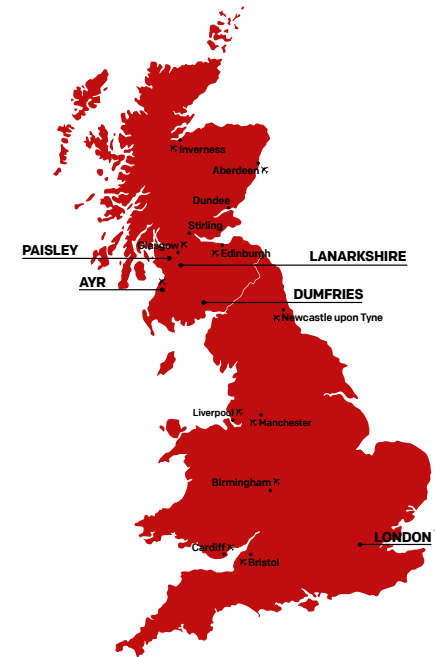 Inverness
Aberdeen
Dundee
Stirling
PAISLEY
Glasgow
Edinburgh
LANARKSHIRE
AYR
DUMFRIES
Newcastle upon Tyne
Liverpool
Manchester
Birmingham
LONDON
Cardiff
Bristol